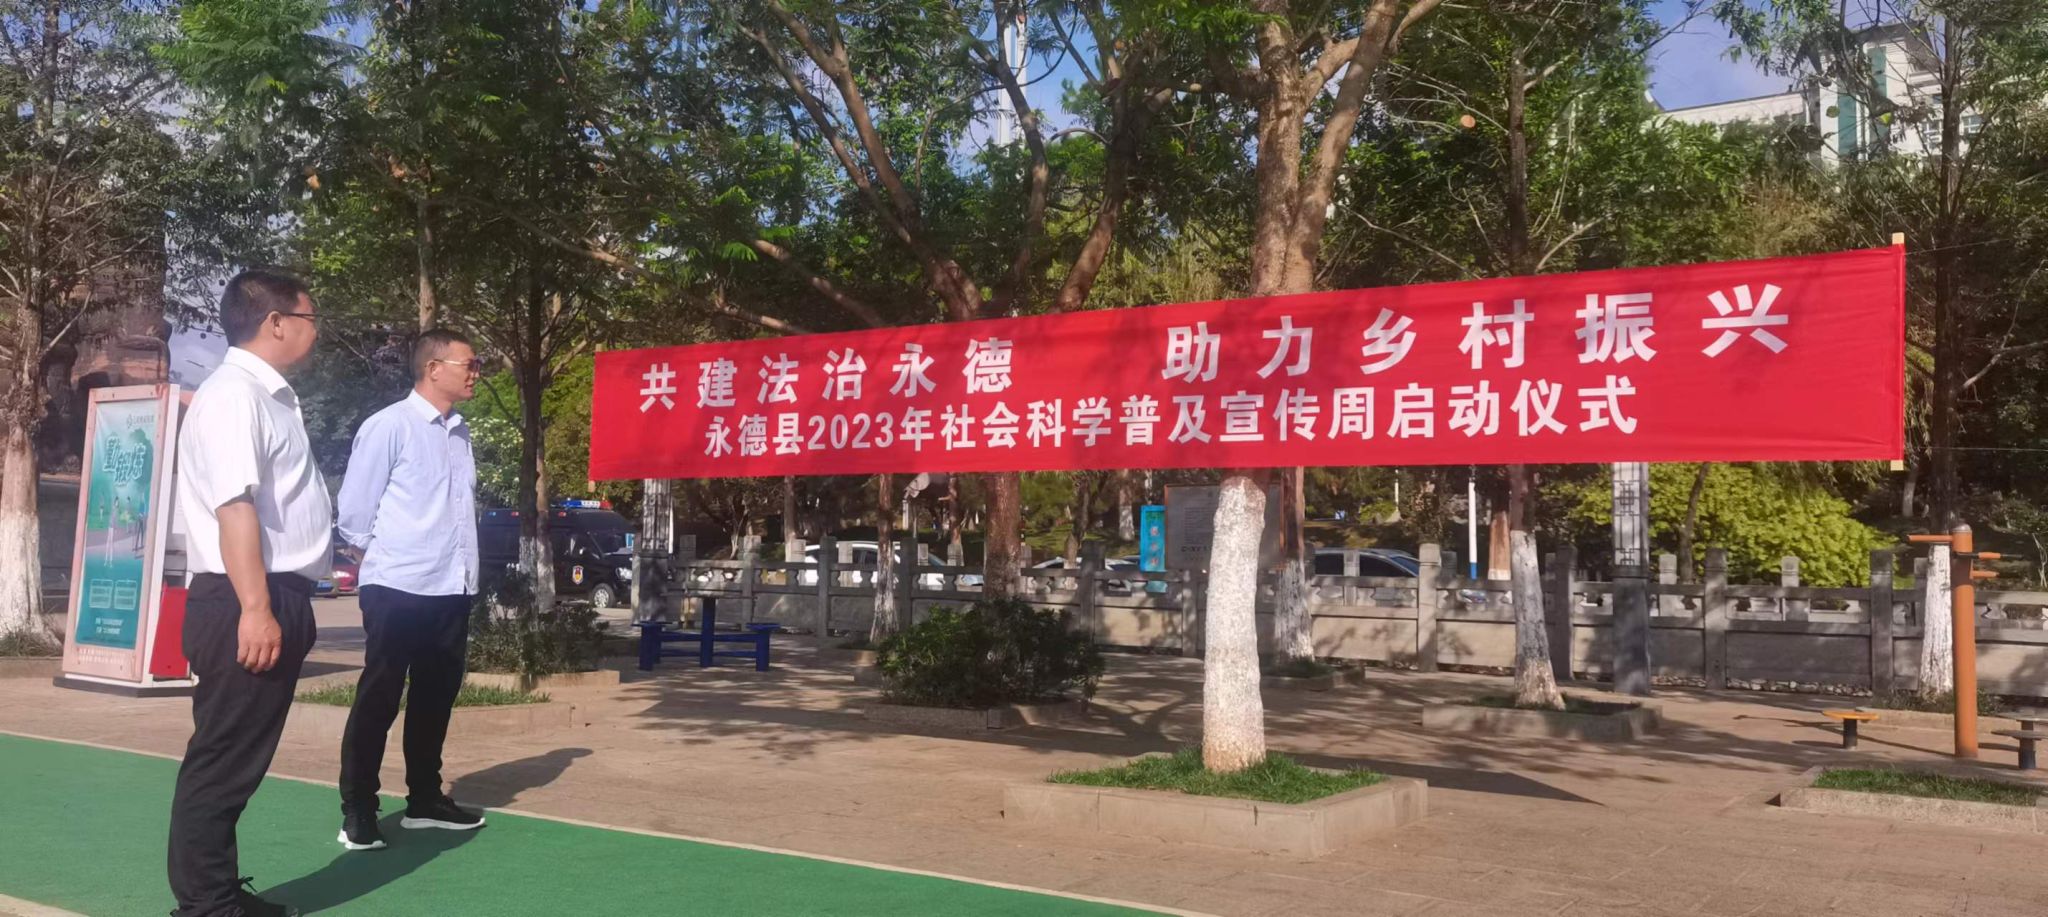 共建法治永德 助力乡村振兴
永德县2023年社会科学普及宣传周启动仪式